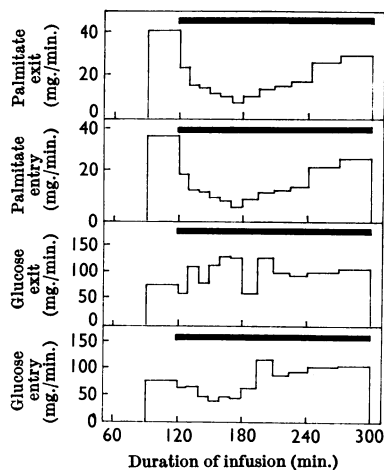 Palmitate
exit
(mg./min.)
40
20
0
Palmitate
entry
(mg./min.)
40
20
0
Glucose
exit
(mg./min.)
150
100
50
0
Glucose
entry
(mg./min.)
150
100
50
0
60 120 180 240 300
Duration of infusion (min.)